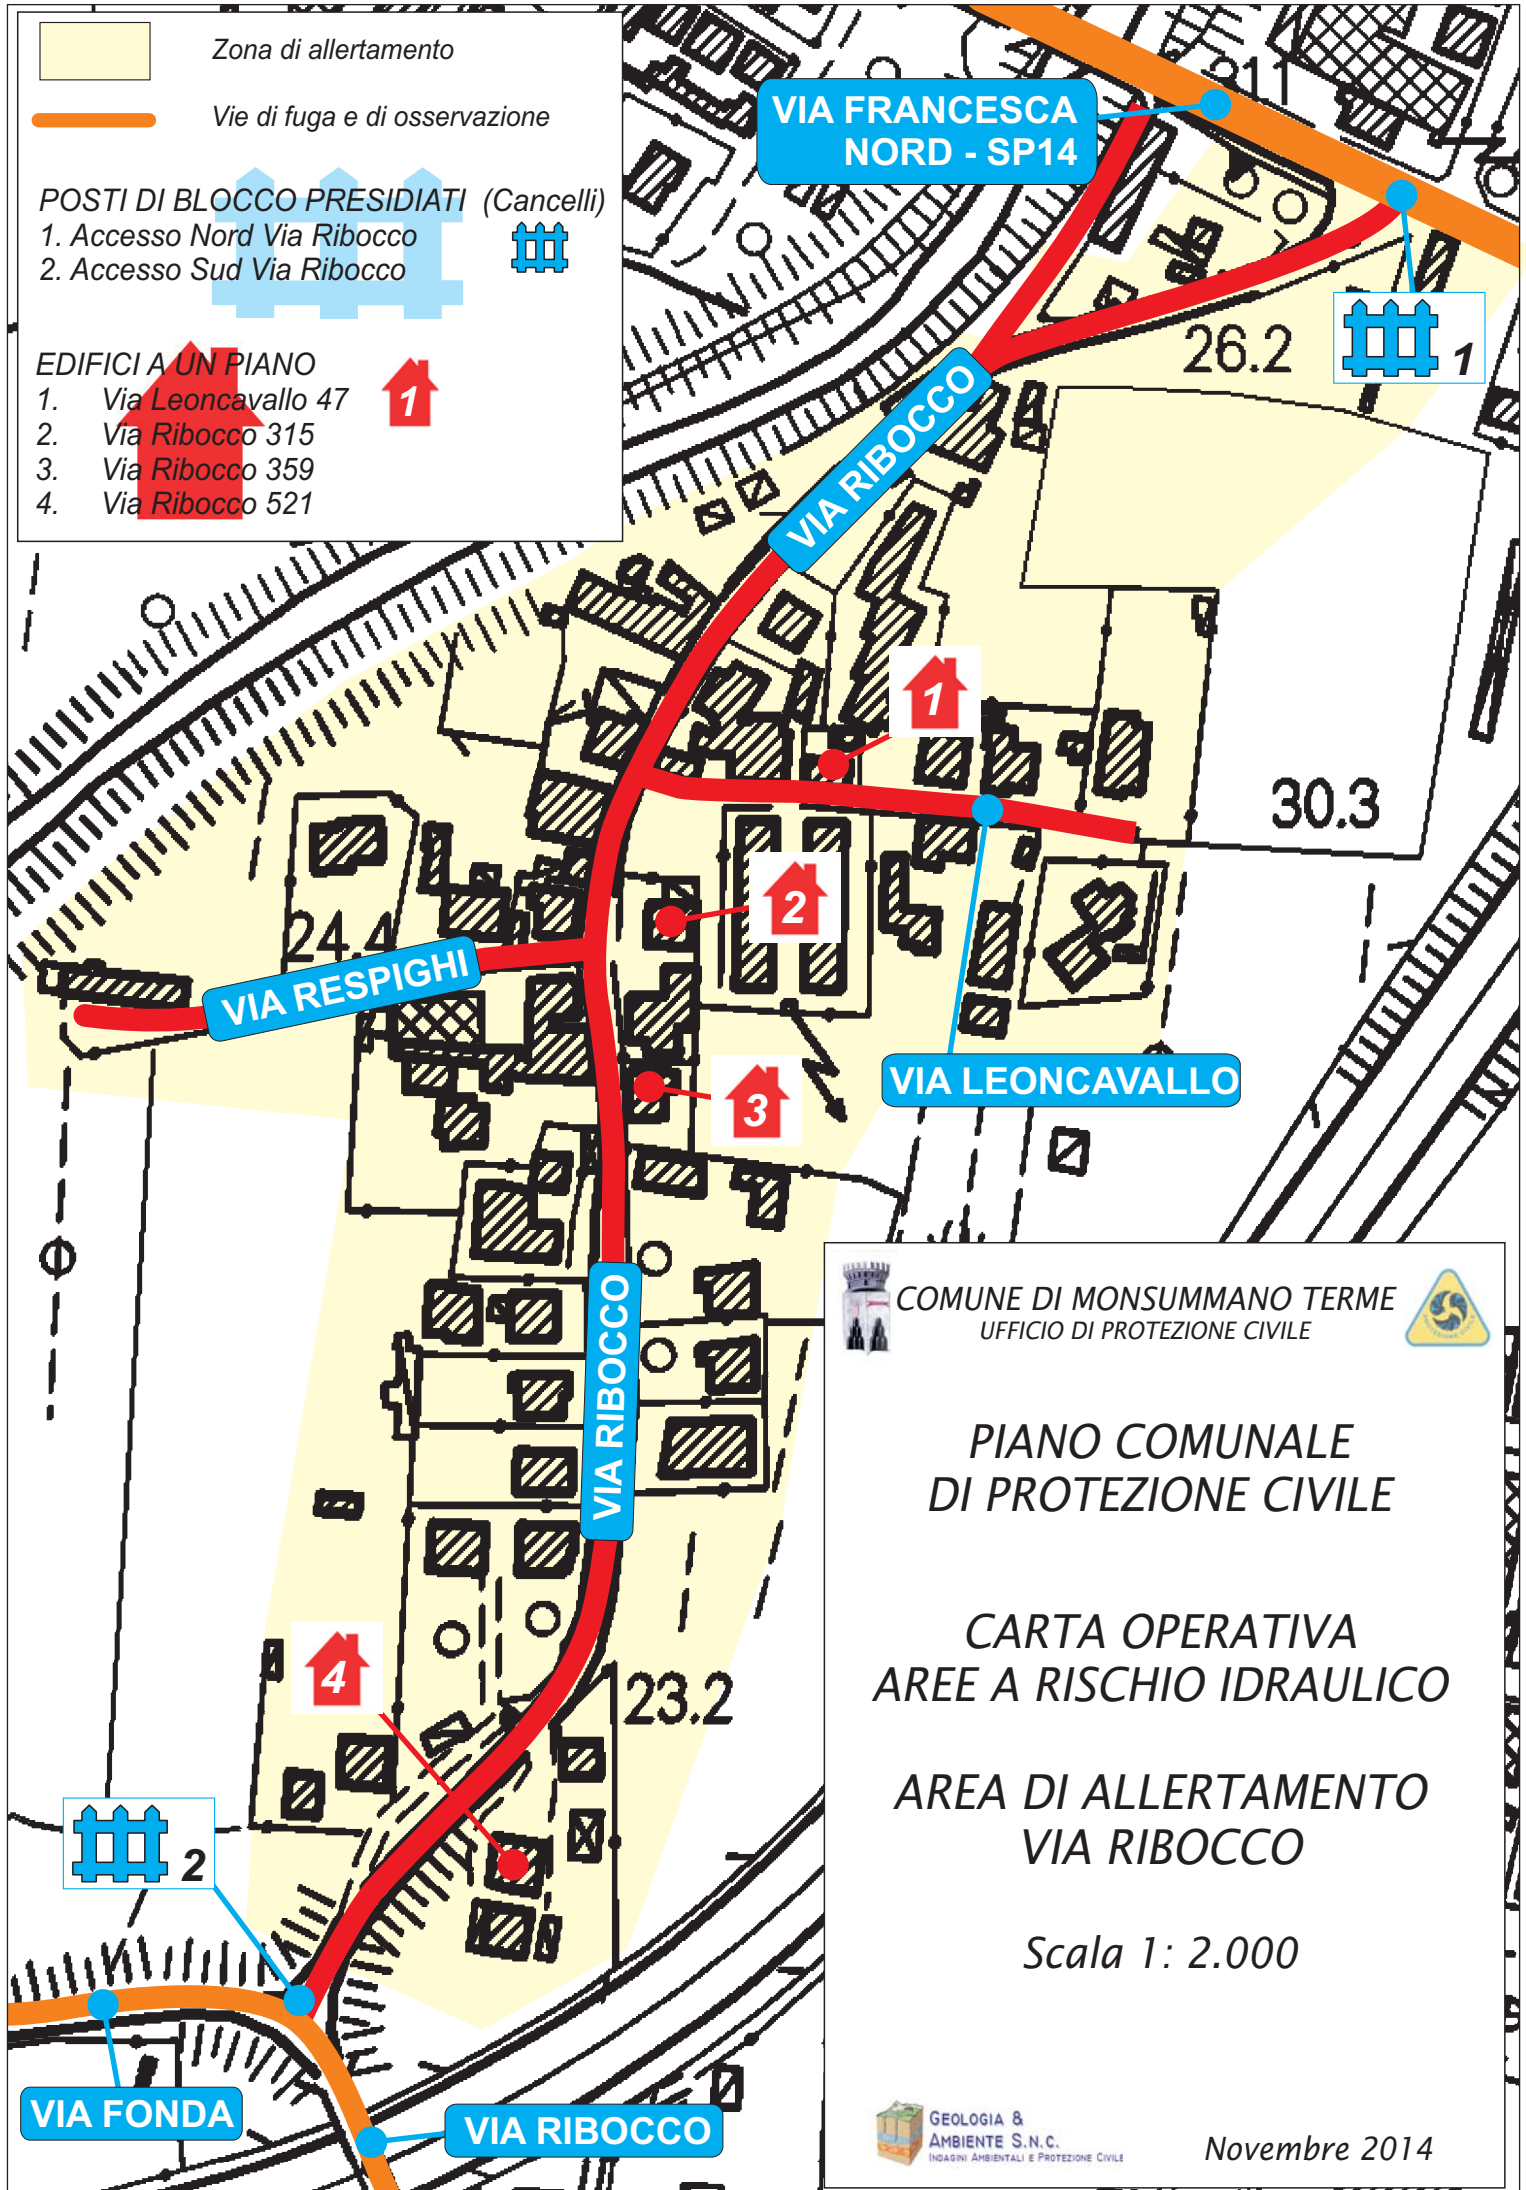 Zona di allertamento
Vie di fuga e di osservazione
POSTI DI BLOCCO PRESIDIATI (Cancelli)
1. Accesso Nord Via Ribocco
2. Accesso Sud Via Ribocco
EDIFICI A UN PIANO
1. Via Leoncavallo 47
1
2. Via Ribocco 315
3. Via Ribocco 359
4. Via Ribocco 521
VIA FRANCESCA
NORD - SP14
26.2
1
VIA RIBOCCO
1
30.3
2
24.4
VIA RESPIGHI
VIA LEONCAVALLO
3
VIA RIBOCCO
4
23.2
2
VIA FONDA
VIA RIBOCCO
COMUNE DI MONSUMMANO TERME
UFFICIO DI PROTEZIONE CIVILE
PIANO COMUNALE
DI PROTEZIONE CIVILE
CARTA OPERATIVA
AREE A RISCHIO IDRAULICO
AREA DI ALLERTAMENTO
VIA RIBOCCO
Scala 1: 2.000
GEOLOGIA &
AMBIENTE S.N.C.
INDAGINI AMBIENTALI E PROTEZIONE CIVILE
Novembre 2014